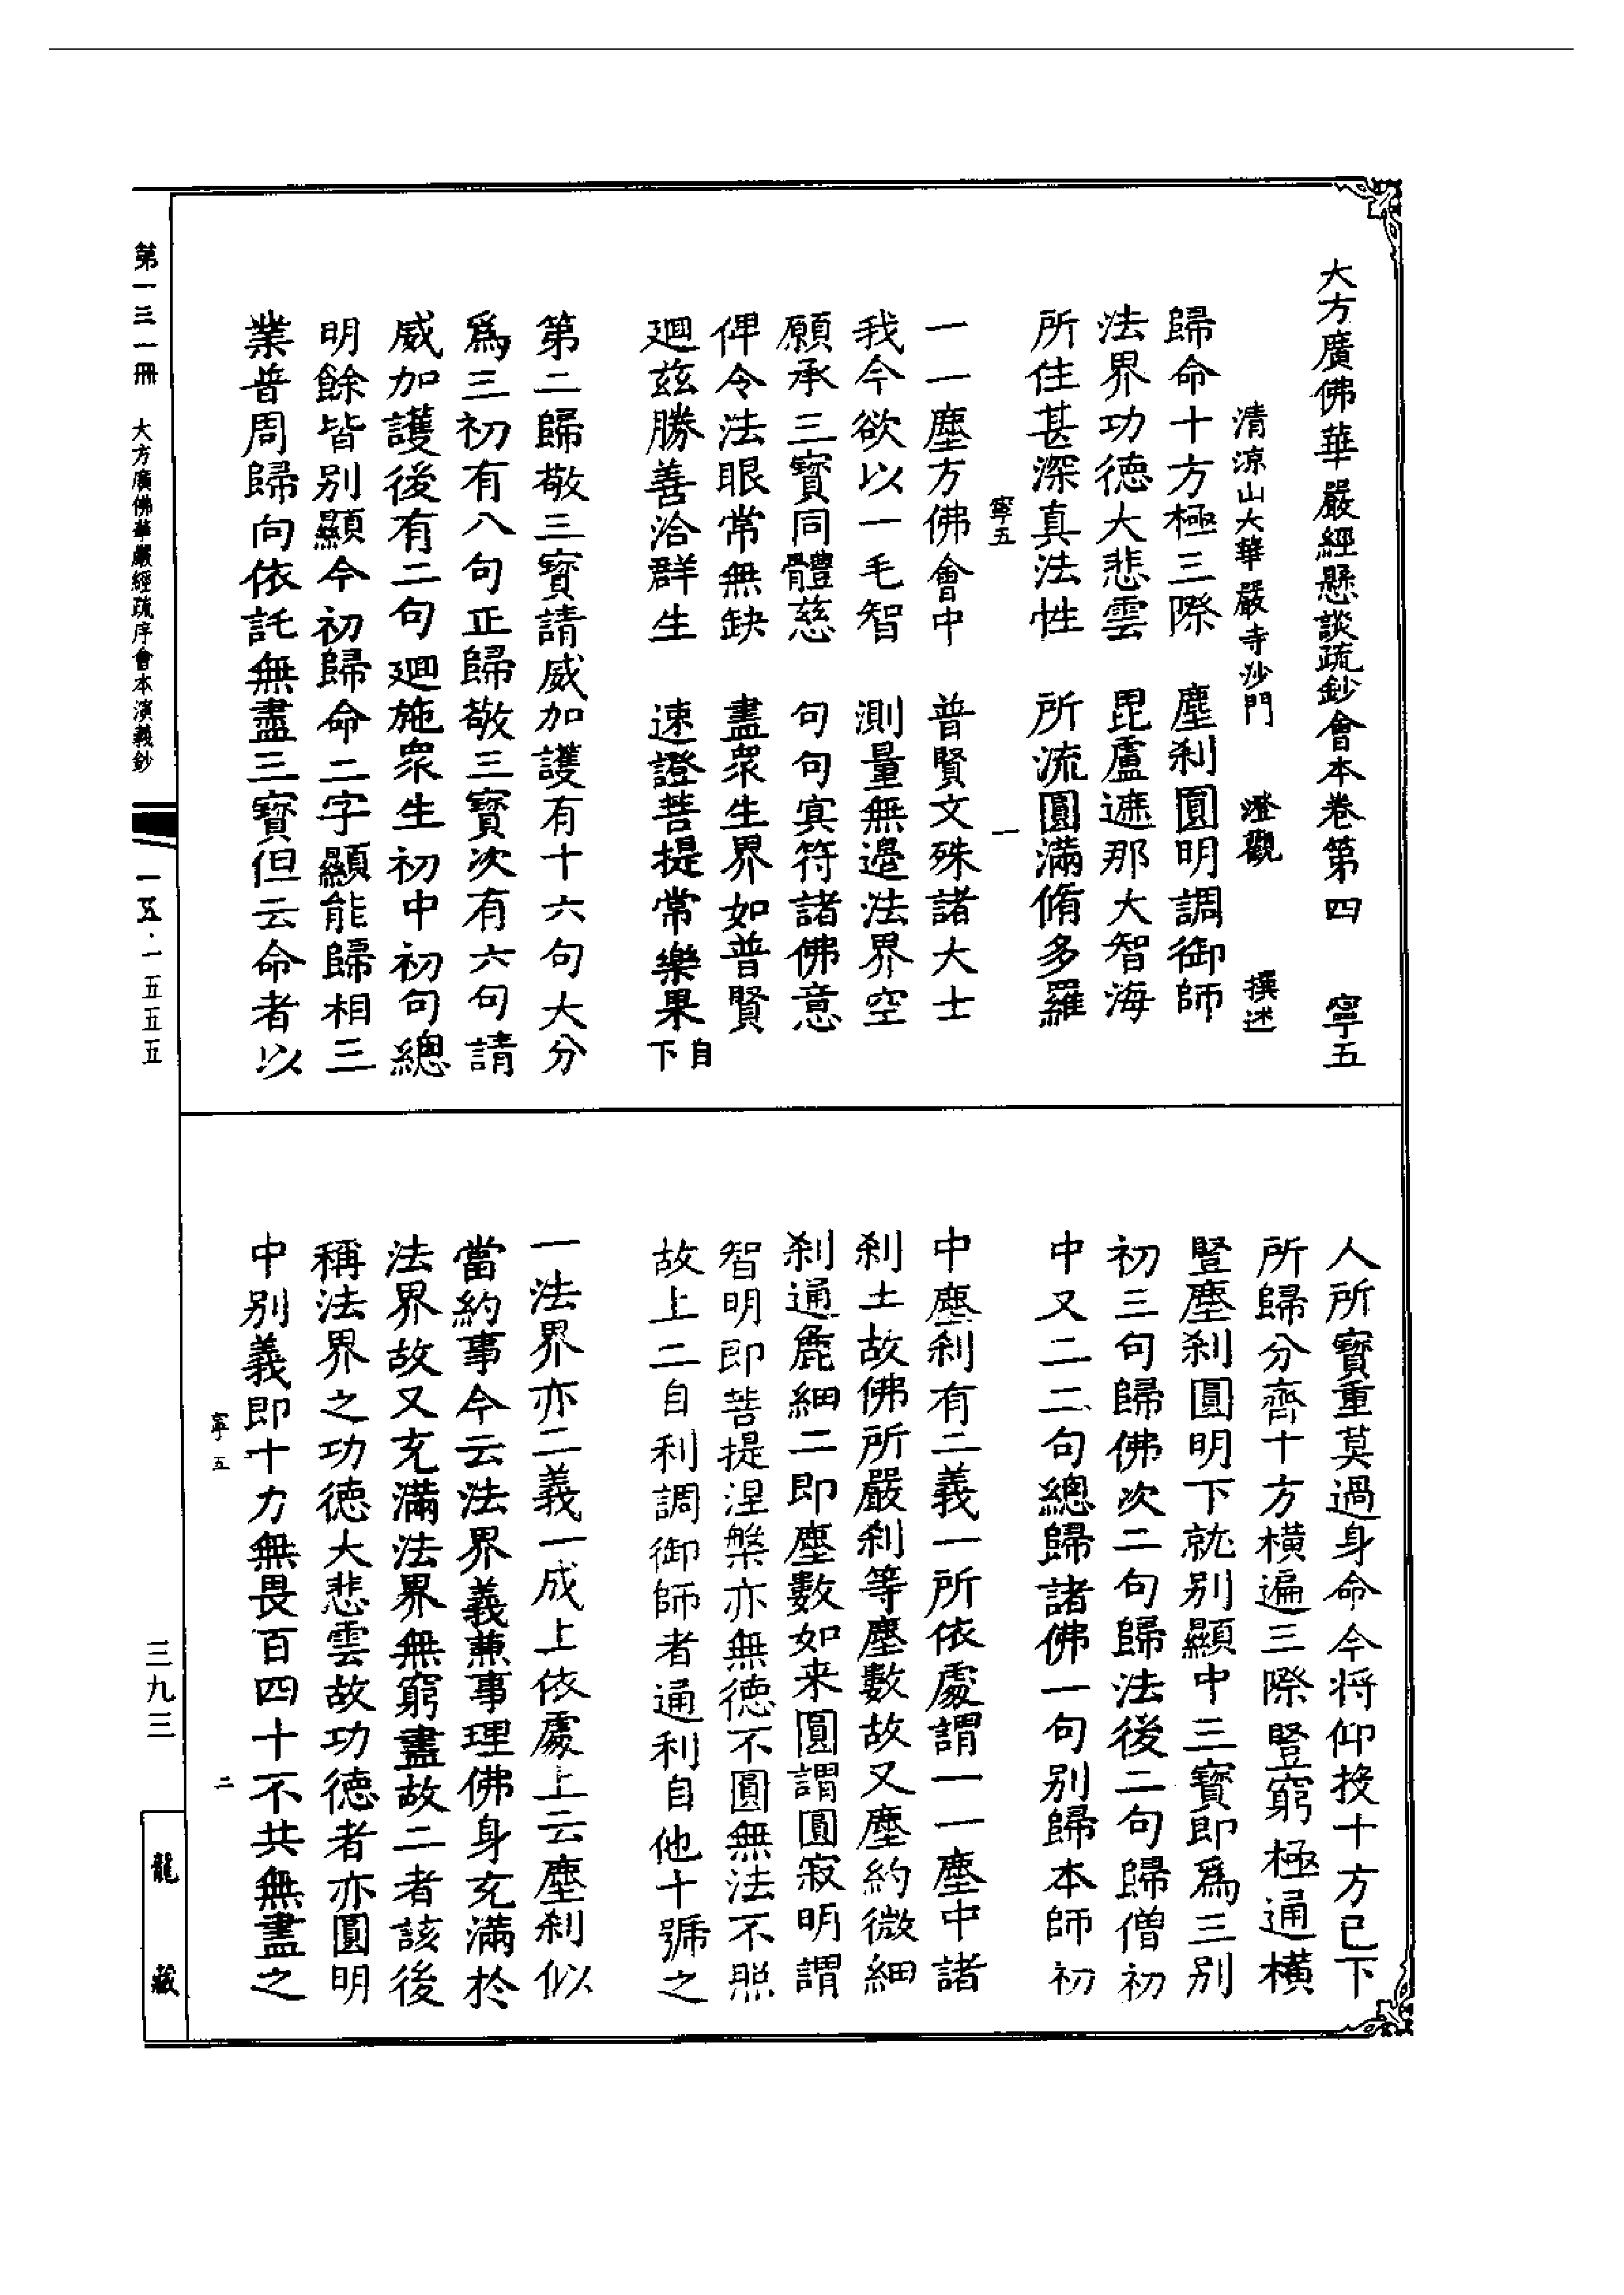 大方廣佛華嚴經懸談疏鈔會本卷第四　寧五
清涼山大華嚴寺沙門　澄觀　撰述
歸命十方極三際　塵刹圓明調御師
法界功德大悲雲　毘盧遮那大智海
所住甚深真法性　所流圓滿脩多羅
寧五　一
一一塵方佛會中　普賢文殊諸大士
我今欲以一毛智　測量無邊法界空
願承三寶同體慈　句句冥符諸佛意
俾令法眼常無缺　盡衆生界如普賢
廻茲勝善洽群生　速證菩提常樂果自下
第二歸敬三寶請威加護有十六句大分
爲三初有八句正歸敬三寶次有六句請
威加護後有二句廻施衆生初中初句總
明餘皆别顯今初歸命二字顯能歸相三
業普周歸向依託無盡三寶但云命者以
人所寶重莫過身命今将仰投十方已下
所歸分齊十方橫遍三際豎窮極通橫
豎塵刹圓明下就别顯中三寶即爲三别
初三句歸佛次二句歸法後二句歸僧初
中又二二句總歸諸佛一句别歸本師初
中塵刹有二義一所依處謂一一塵中諸
刹土故佛所嚴刹等塵數故又塵約微細
刹通麁細二即塵數如来圓謂圓寂明謂
智明即菩提涅槃亦無德不圓無法不照
故上二自利調御師者通利自他十號之
一法界亦二義一成上依處上云塵刹似
當約事今云法界義兼事理佛身充滿於
法界故又充滿法界無窮盡故二者該後
稱法界之功德大悲雲故功德者亦圓明
中别義即十力無畏百四十不共無盡之
寧五　二
第一三一冊　大方廣佛華嚴經疏序會本演義鈔
一五·一五五五
三九三
龍藏